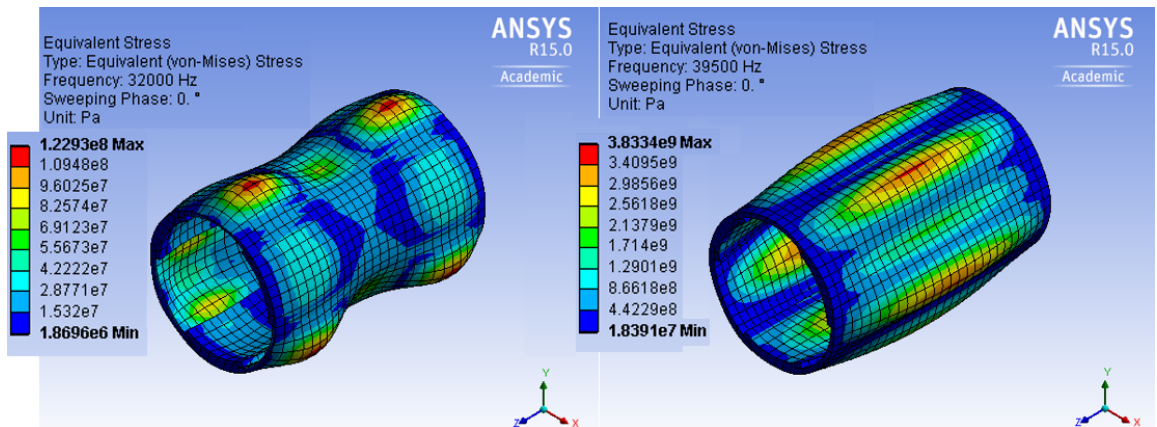 ANSYS
R15.0
Academic
Equivalent Stress
Type: Equivalent (von-Mises) Stress
Frequency: 32000 Hz
Sweeping Phase: 0. °
Unit: Pa
1.2293e8 Max
1.0948e8
9.6025e7
8.2574e7
6.9123e7
5.5673e7
4.2222e7
2.8771e7
1.532e7
1.8696e6 Min
Y
Z
X
ANSYS
R15.0
Academic
Equivalent Stress
Type: Equivalent (von-Mises) Stress
Frequency: 39500 Hz
Sweeping Phase: 0. °
Unit: Pa
3.8334e9 Max
3.4095e9
2.9856e9
2.5618e9
2.1379e9
1.714e9
1.2901e9
8.6618e8
4.4229e8
1.8391e7 Min
Y
Z
X